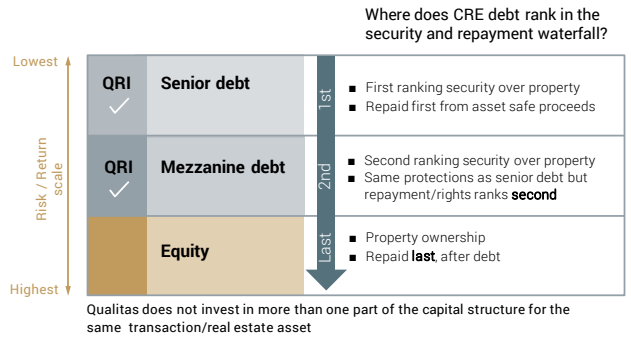 Where does CRE debt rank in the
security and repayment waterfall?
Lowest
Risk / Return
scale
Highest
QRI
Senior debt
1st
■ First ranking security over property
■ Repaid first from asset safe proceeds
QRI
Mezzanine debt
2nd
■ Second ranking security over property
■ Same protections as senior debt but
repayment/rights ranks second
Equity
Last
■ Property ownership
■ Repaid last, after debt
Qualitas does not invest in more than one part of the capital structure for the
same transaction/real estate asset